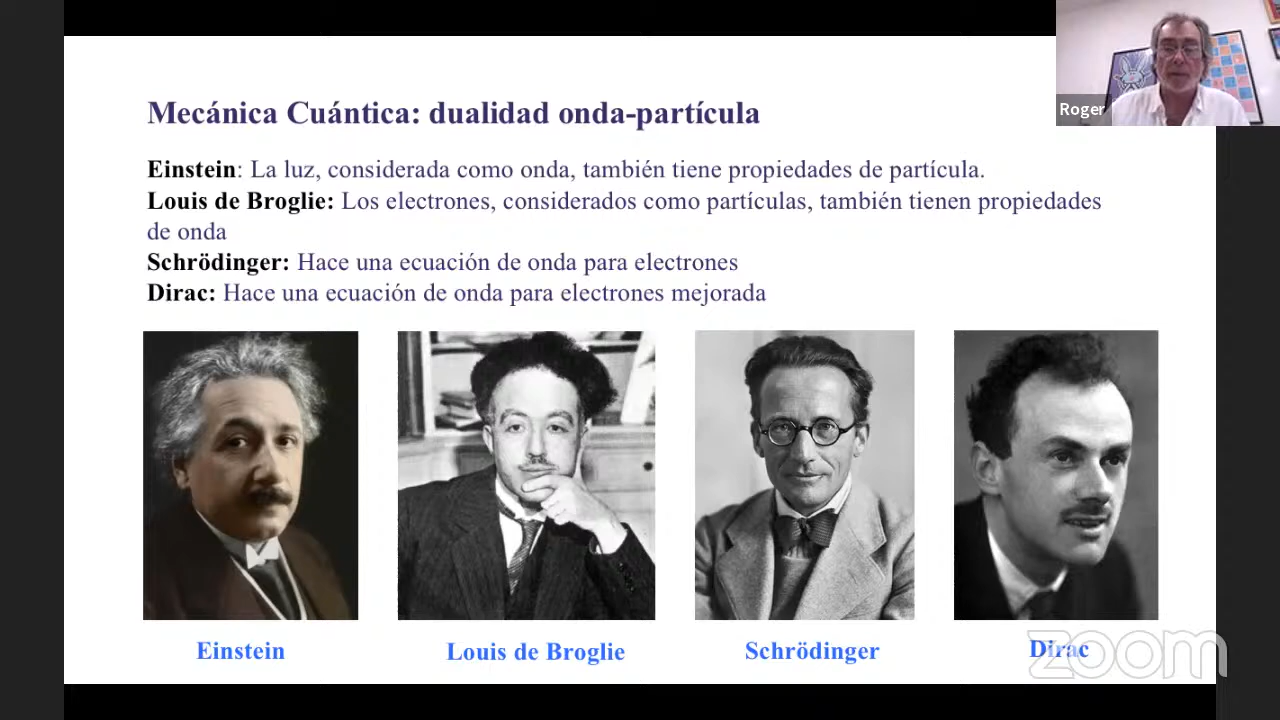 Mecánica Cuántica: dualidad onda-partícula
Roger
Einstein: La luz, considerada como onda, también tiene propiedades de partícula.
Louis de Broglie: Los electrones, considerados como partículas, también tienen propiedades
de onda
Schrödinger: Hace una ecuación de onda para electrones
Dirac: Hace una ecuación de onda para electrones mejorada
Einstein
Louis de Broglie
Schrödinger
Dirac
zoom